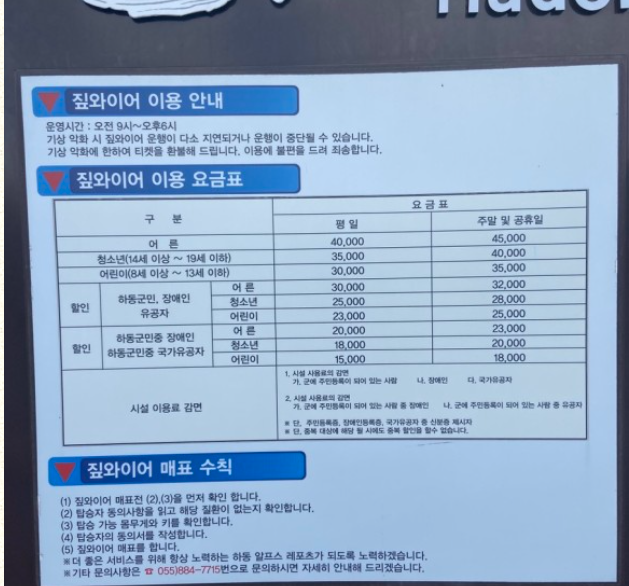 짚와이어 이용 안내
운영시간 : 오전 9시~오후6시
기상 악화 시 짚와이어 운행이 다소 지연되거나 운행이 중단될 수 있습니다.
기상 악화에 한하여 티켓을 환불해 드립니다. 이용에 불편을 드려 죄송합니다.
짚와이어 이용 요금표
구 분 요 금 표
평 일 주말 및 공휴일
어 른 40,000 45,000
청소년(14세 이상 ~ 19세 이하) 35,000 40,000
어린이(8세 이상 ~ 13세 이하) 30,000 35,000
할인 하동군민, 장애인 유공자 어 른 30,000 32,000
청소년 25,000 28,000
어린이 23,000 25,000
할인 하동군민중 장애인 하동군민중 국가유공자 어 른 20,000 23,000
청소년 18,000 20,000
어린이 15,000 18,000
시설 이용료 감면
1. 시설 사용료의 감면
가. 군에 주민등록이 되어 있는 사람 나. 장애인 다. 국가유공자
2. 시설 사용료의 감면
가. 군에 주민등록이 되어 있는 사람 중 장애인 나. 군에 주민등록이 되어 있는 사람 중 유공자
※ 단, 주민등록증, 장애인등록증, 국가유공자 증 신분증 제시자
※ 단, 중복 대상에 해당 될 시에도 중복 할인을 할수 없습니다.
짚와이어 매표 수칙
(1) 짚와이어 매표전 (2),(3)을 먼저 확인 합니다.
(2) 탑승자 동의사항을 읽고 해당 질환이 없는지 확인합니다.
(3) 탑승 가능 몸무게와 키를 확인합니다.
(4) 탑승자의 동의서를 작성합니다.
(5) 짚와이어 매표를 합니다.
※더 좋은 서비스를 위해 항상 노력하는 하동 알프스 레포츠가 되도록 노력하겠습니다.
※기타 문의사항은 ☎ 055)884-7715번으로 문의하시면 자세히 안내해 드리겠습니다.